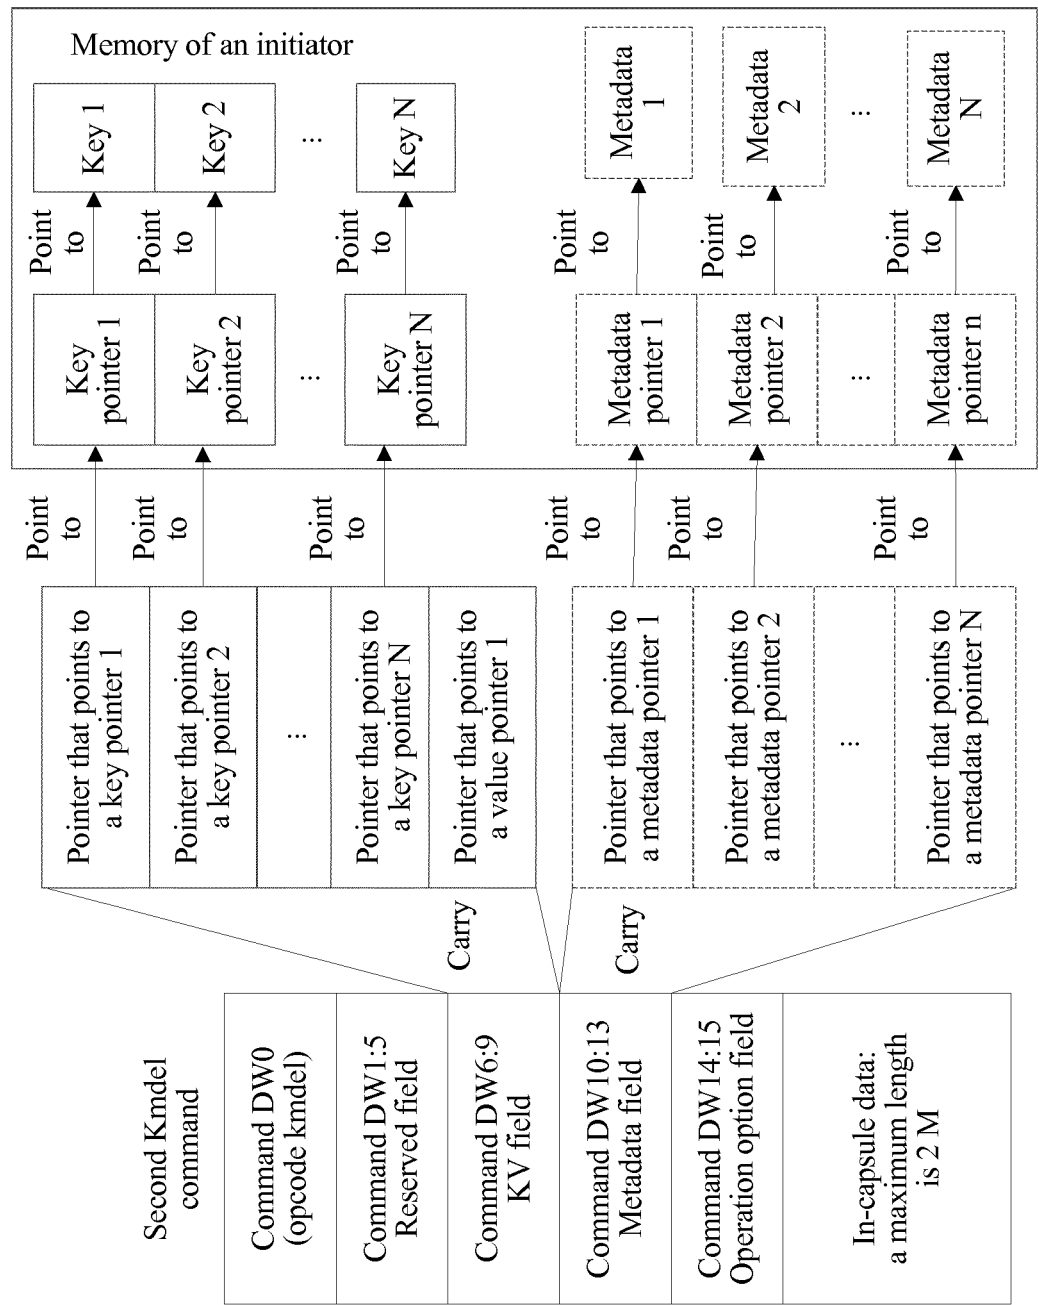 Second Kmdel
command
Command DW0
(opcode kmdel)
Command DW1:5
Reserved field
Command DW6:9
KV field
Command DW10:13
Metadata field
Command DW14:15
Operation option field
In-capsule data:
a maximum length
is 2 M
Carry
Carry
Pointer that points to
a key pointer 1
Pointer that points to
a key pointer 2
...
Pointer that points to
a key pointer N
Pointer that points to
a value pointer 1
Pointer that points to
a metadata pointer 1
Pointer that points to
a metadata pointer 2
...
Pointer that points to
a metadata pointer N
Point
to
Point
to
Point
to
Point
to
Point
to
Point
to
Memory of an initiator
Key
pointer 1
Key
pointer 2
...
Key
pointer N
Metadata
pointer 1
Metadata
pointer 2
...
Metadata
pointer n
Point
to
Point
to
Point
to
Point
to
Point
to
Point
to
Key 1
Key 2
...
Key N
Metadata
1
Metadata
2
...
Metadata
N